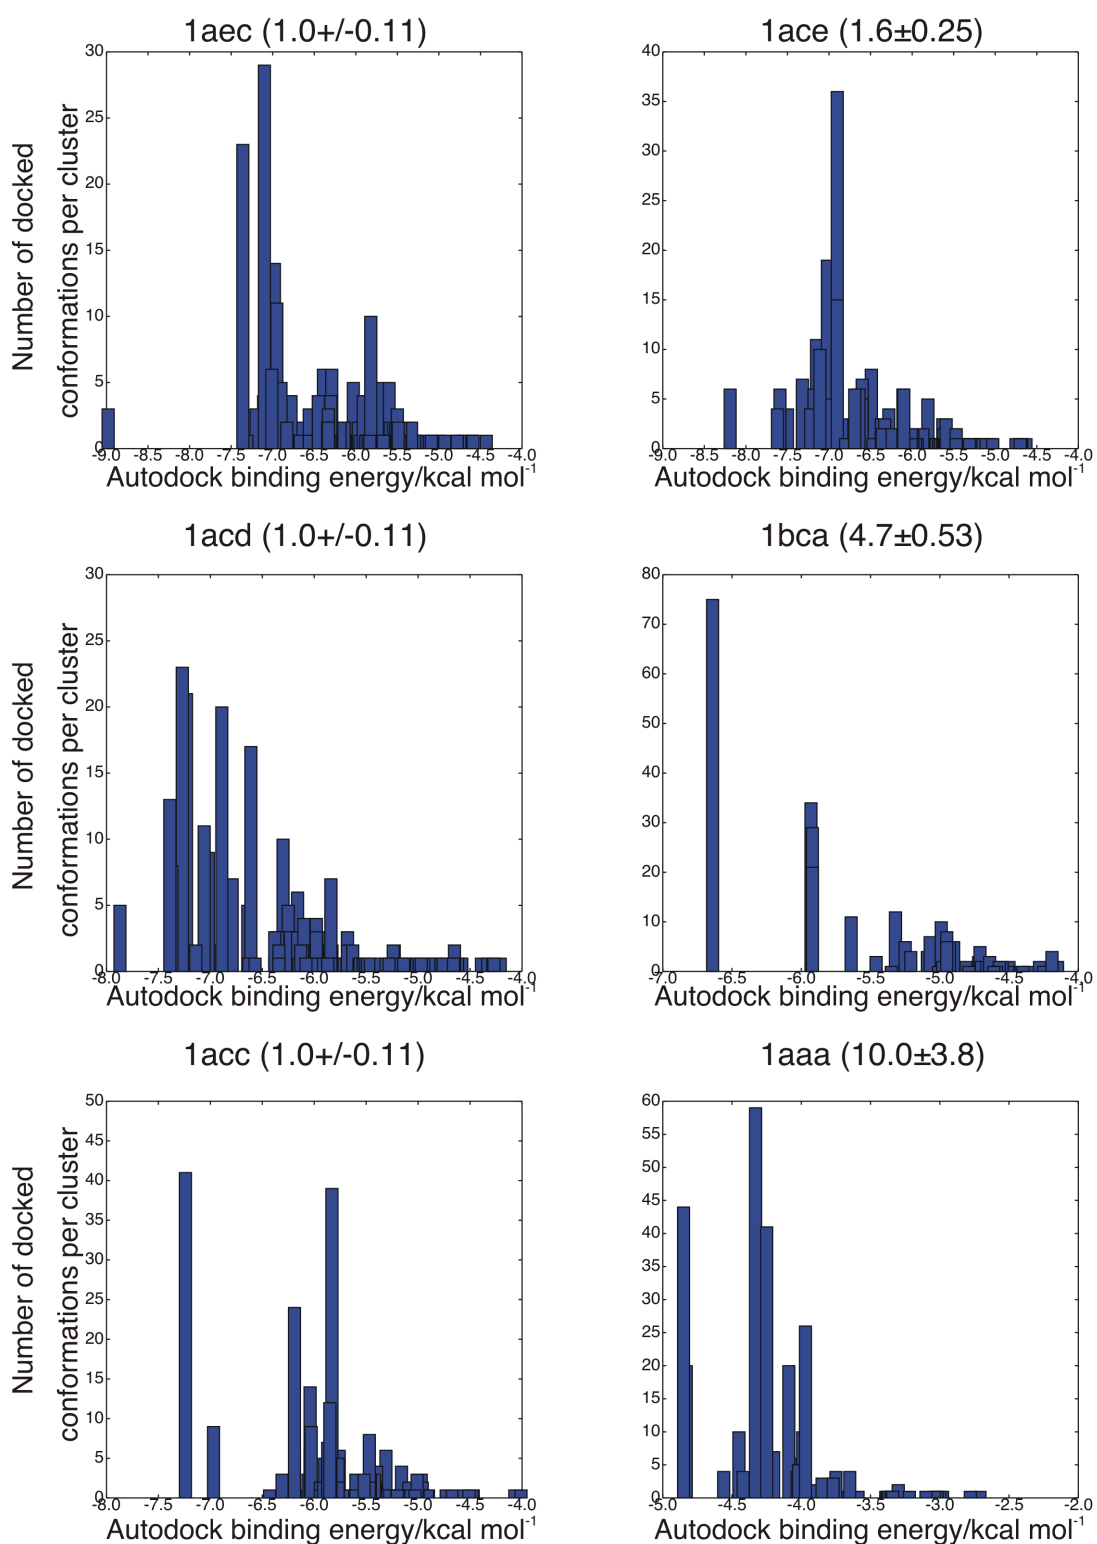 1aec (1.0+/-0.11)
30
25
20
15
10
5
0
Number of docked
conformations per cluster
-9.0 -8.5 -8.0 -7.5 -7.0 -6.5 -6.0 -5.5 -5.0 -4.5 -4.0
Autodock binding energy/kcal mol-1
1ace (1.6±0.25)
40
35
30
25
20
15
10
5
0
-9.0 -8.5 -8.0 -7.5 -7.0 -6.5 -6.0 -5.5 -5.0 -4.5 -4.0
Autodock binding energy/kcal mol-1
1acd (1.0+/-0.11)
30
25
20
15
10
5
0
Number of docked
conformations per cluster
-8.0 -7.5 -7.0 -6.5 -6.0 -5.5 -5.0 -4.5 -4.0
Autodock binding energy/kcal mol-1
1bca (4.7±0.53)
80
70
60
50
40
30
20
10
0
-7.0 -6.5 -6.0 -5.5 -5.0 -4.5 -4.0
Autodock binding energy/kcal mol-1
1acc (1.0+/-0.11)
50
45
40
35
30
25
20
15
10
5
0
Number of docked
conformations per cluster
-8.0 -7.5 -7.0 -6.5 -6.0 -5.5 -5.0 -4.5 -4.0
Autodock binding energy/kcal mol-1
1aaa (10.0±3.8)
60
55
50
45
40
35
30
25
20
15
10
5
0
-5.0 -4.5 -4.0 -3.5 -3.0 -2.5 -2.0
Autodock binding energy/kcal mol-1